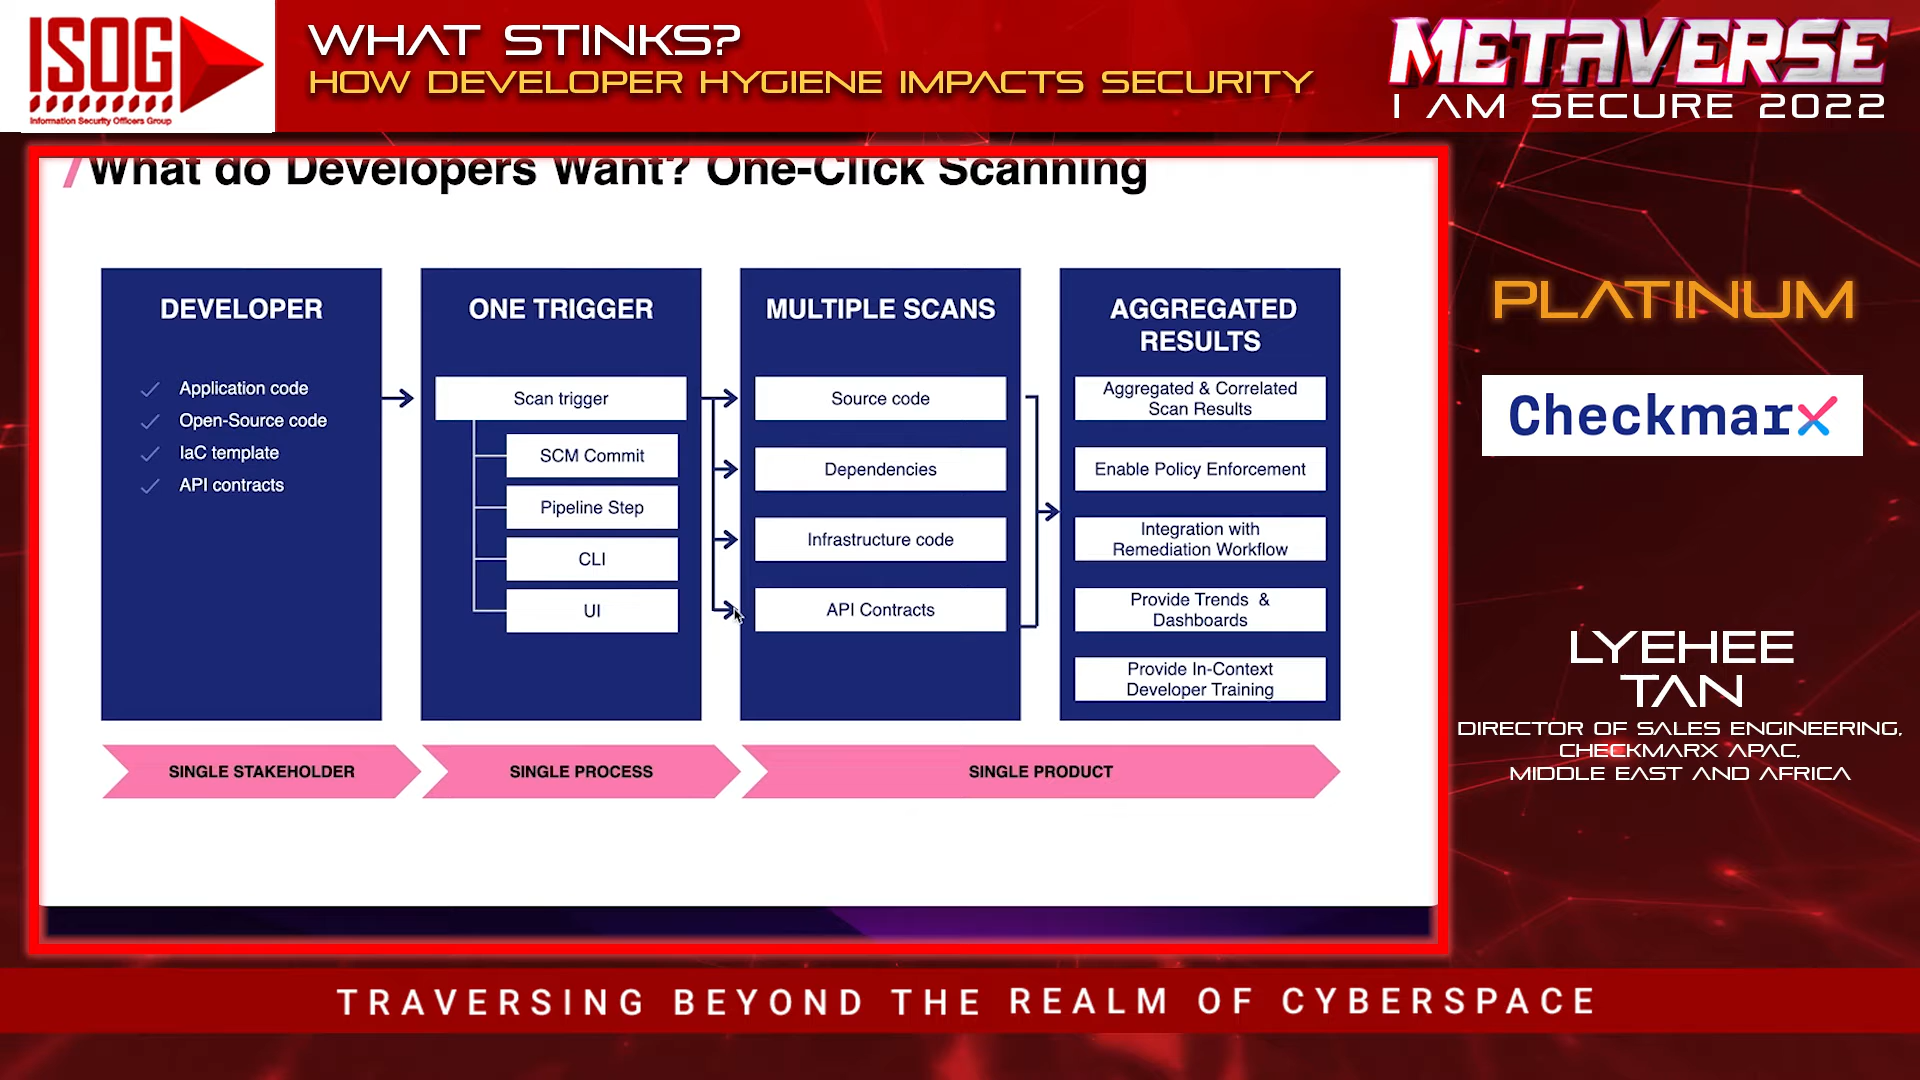 ISOG
Information Security Officers Group
WHAT STINKS?
HOW DEVELOPER HYGIENE IMPACTS SECURITY
METAVERSE
I AM SECURE 2022
/What do Developers Want? One-Click Scanning
DEVELOPER
Application code
Open-Source code
IaC template
API contracts
ONE TRIGGER
Scan trigger
SCM Commit
Pipeline Step
CLI
UI
MULTIPLE SCANS
Source code
Dependencies
Infrastructure code
API Contracts
AGGREGATED
RESULTS
Aggregated & Correlated
Scan Results
Enable Policy Enforcement
Integration with
Remediation Workflow
Provide Trends &
Dashboards
Provide In-Context
Developer Training
SINGLE STAKEHOLDER
SINGLE PROCESS
SINGLE PRODUCT
PLATINUM
Checkmarx
LYEHEE
TAN
DIRECTOR OF SALES ENGINEERING,
CHECKMARX APAC,
MIDDLE EAST AND AFRICA
TRAVERSING BEYOND THE REALM OF CYBERSPACE